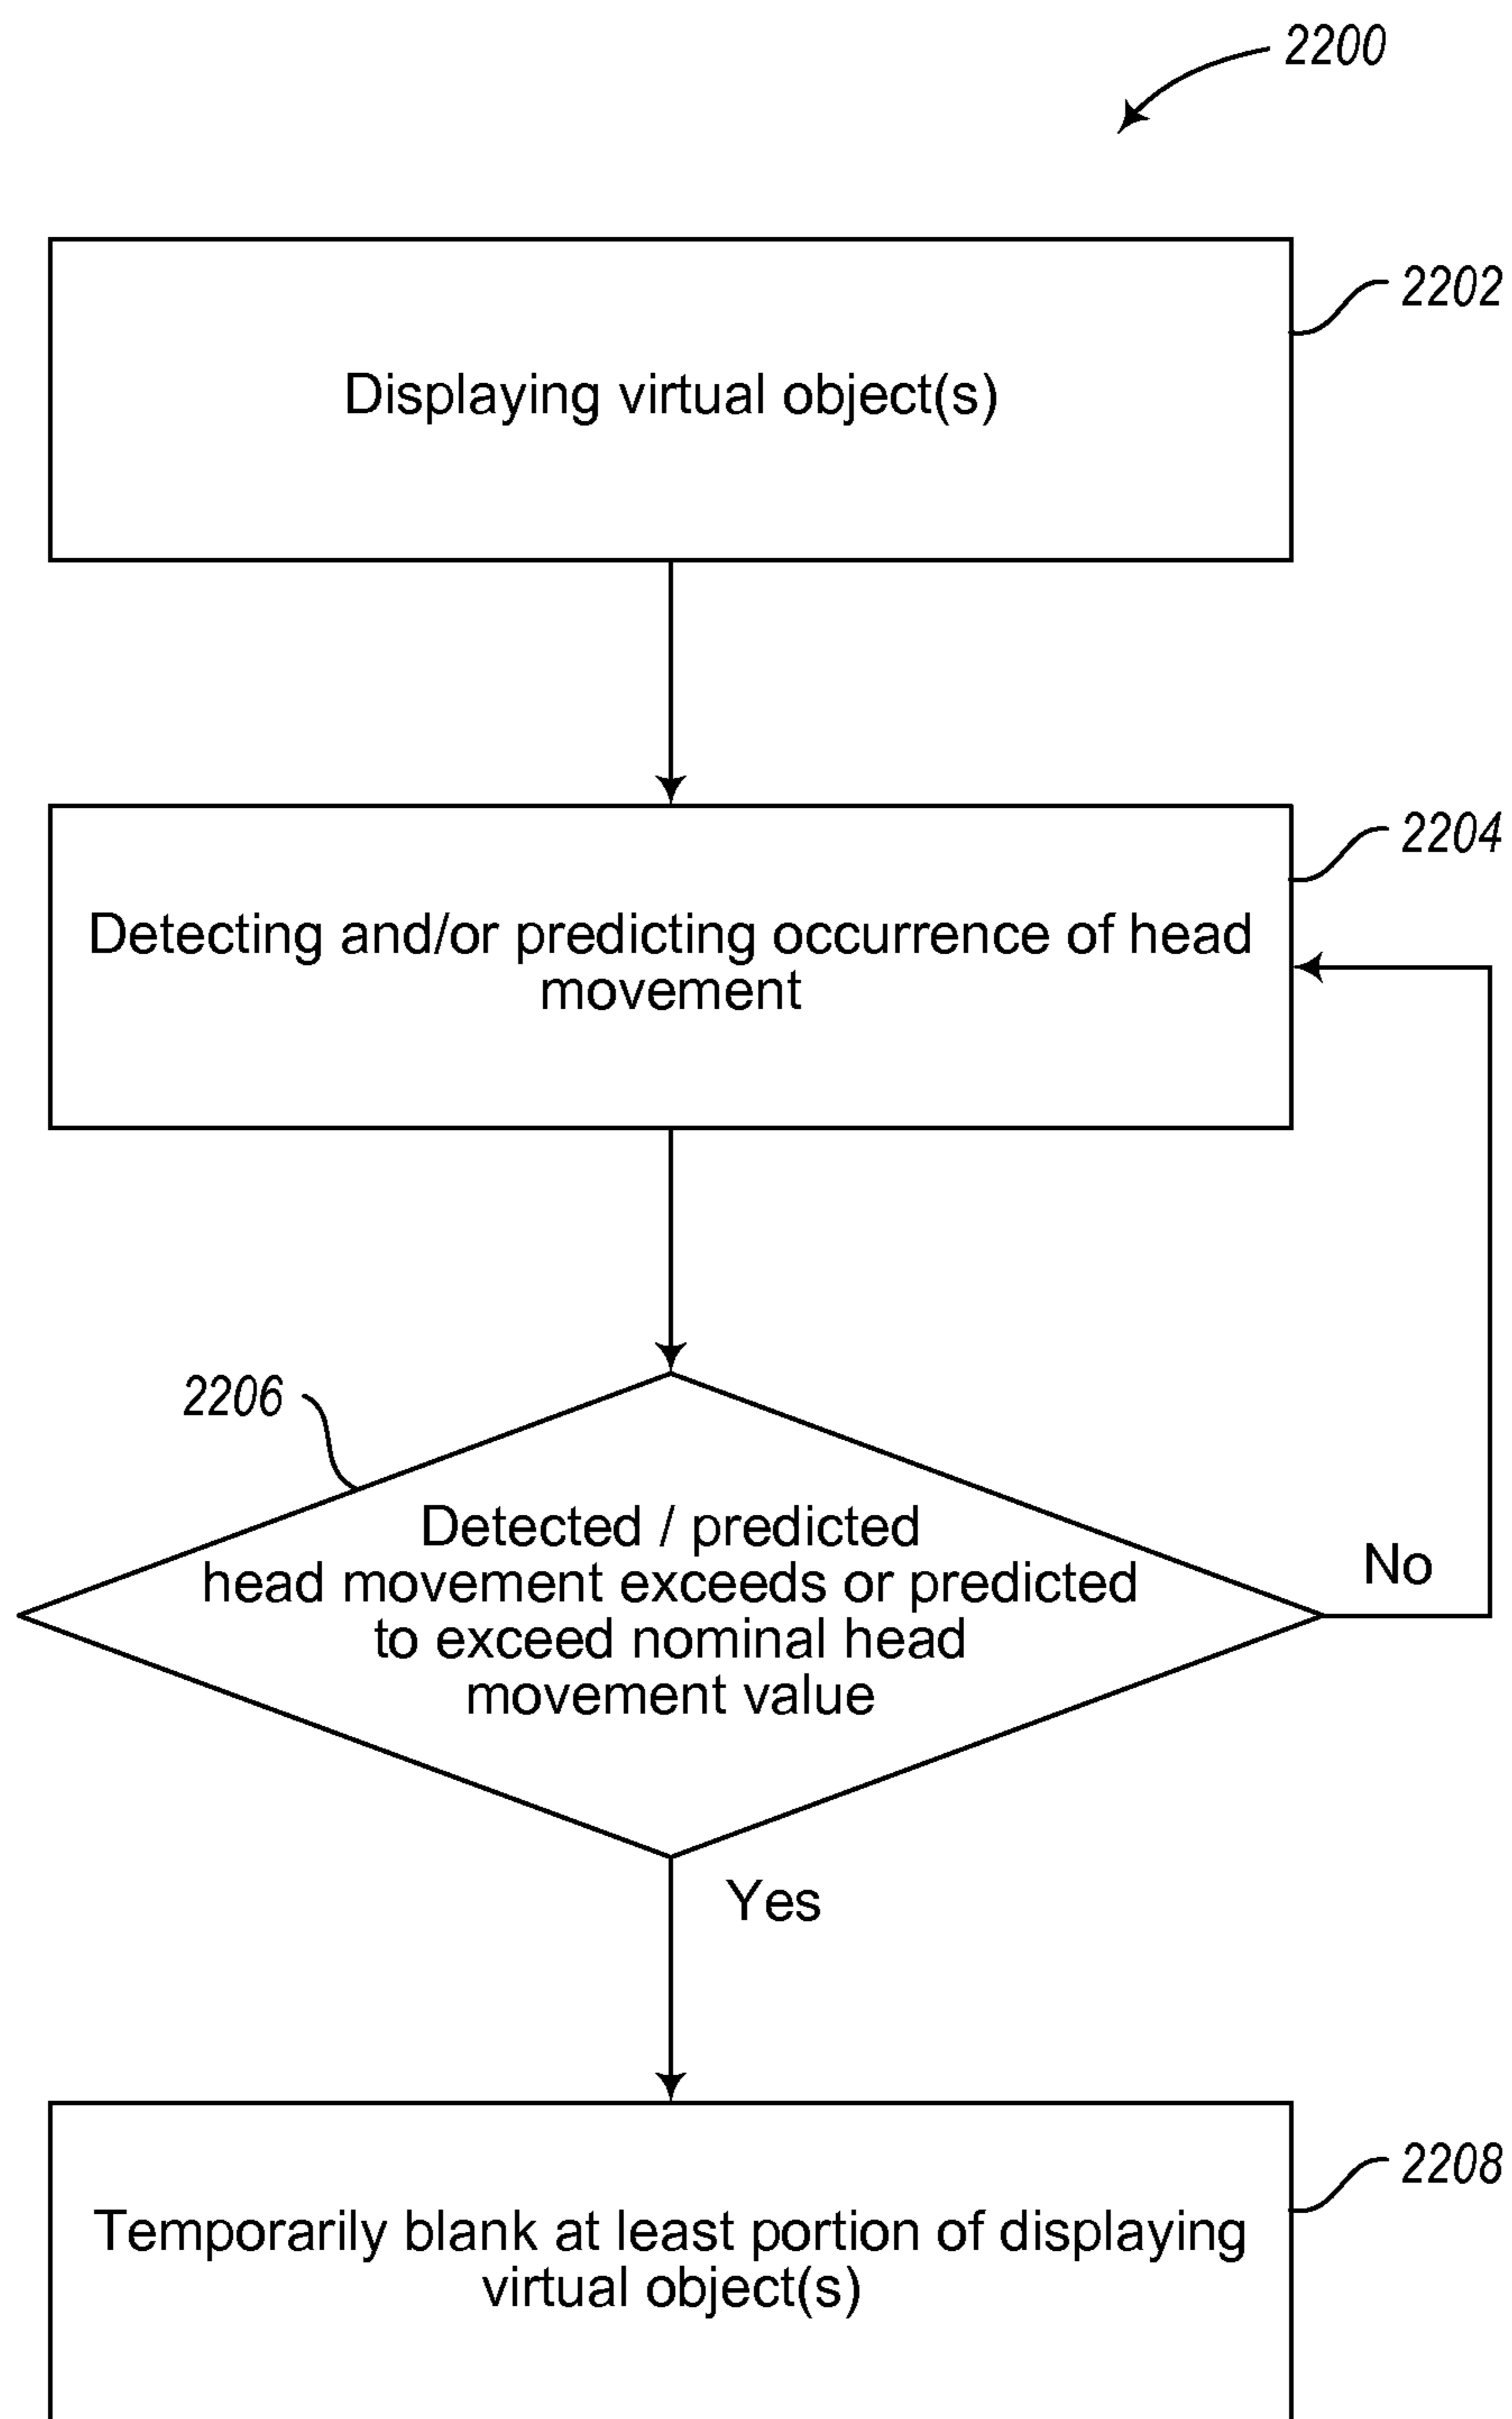 2200
2202
Displaying virtual object(s)
2204
Detecting and/or predicting occurrence of head
movement
2206
Detected / predicted
head movement exceeds or predicted
to exceed nominal head
movement value
No
Yes
2208
Temporarily blank at least portion of displaying
virtual object(s)